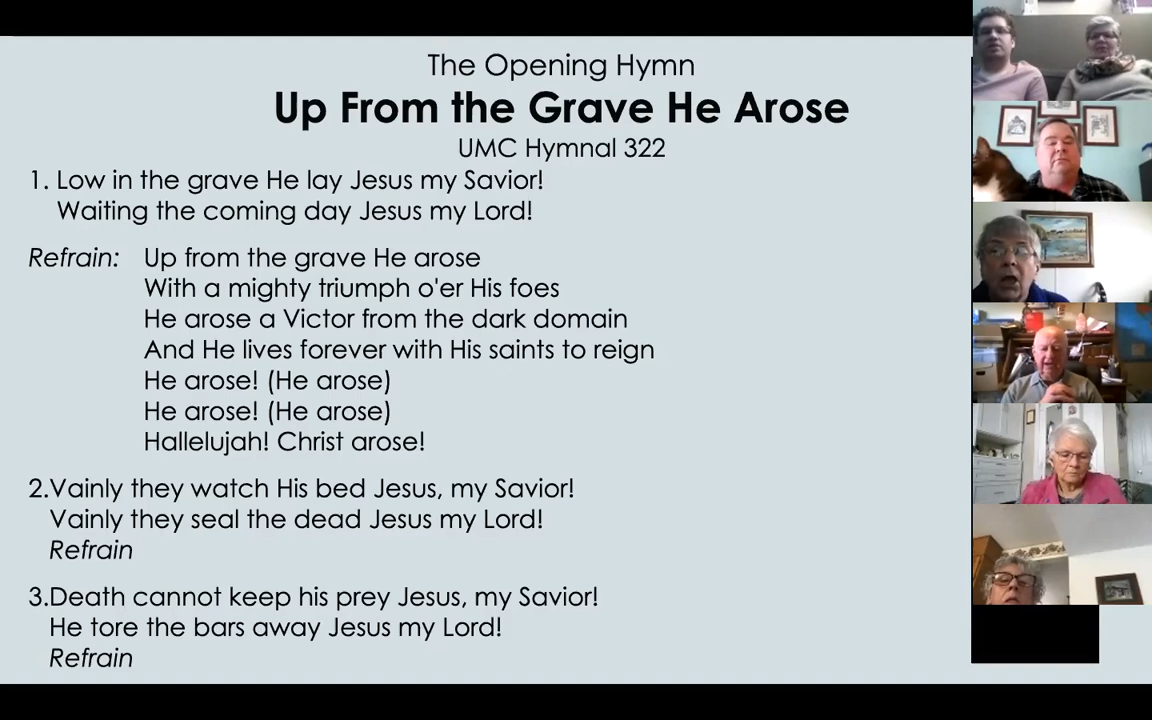 The Opening Hymn
Up From the Grave He Arose
UMC Hymnal 322
1. Low in the grave He lay Jesus my Savior!
Waiting the coming day Jesus my Lord!
Refrain: Up from the grave He arose
With a mighty triumph o'er His foes
He arose a Victor from the dark domain
And He lives forever with His saints to reign
He arose! (He arose)
He arose! (He arose)
Hallelujah! Christ arose!
2.Vainly they watch His bed Jesus, my Savior!
Vainly they seal the dead Jesus my Lord!
Refrain
3.Death cannot keep his prey Jesus, my Savior!
He tore the bars away Jesus my Lord!
Refrain